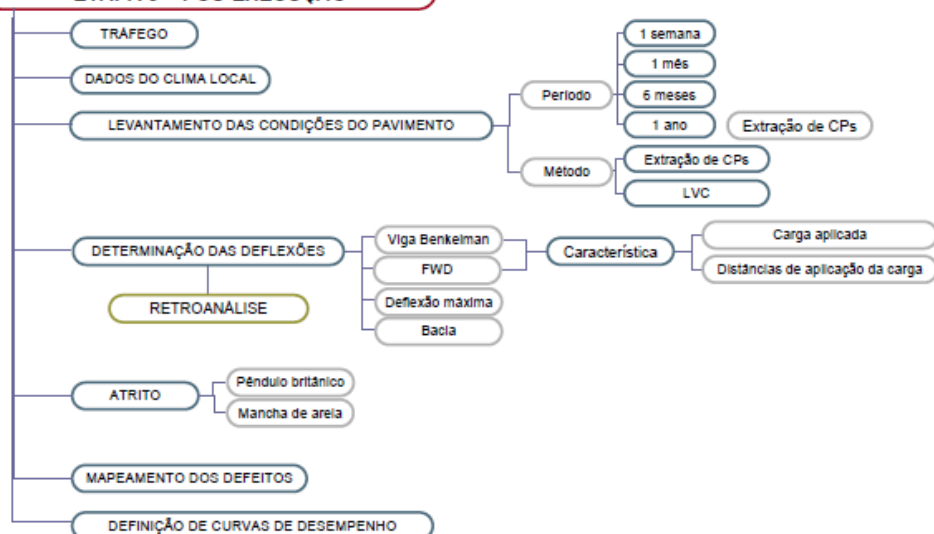 TRÁFEGO
DADOS DO CLIMA LOCAL
LEVANTAMENTO DAS CONDIÇÕES DO PAVIMENTO
Período
1 semana
1 mês
6 meses
1 ano
Extração de CPs
Método
Extração de CPs
LVC
DETERMINAÇÃO DAS DEFLEXÕES
RETROANÁLISE
Viga Benkelman
FWD
Deflexão máxima
Bacia
Característica
Carga aplicada
Distâncias de aplicação da carga
ATRITO
Pêndulo britânico
Mancha de areia
MAPEAMENTO DOS DEFEITOS
DEFINIÇÃO DE CURVAS DE DESEMPENHO